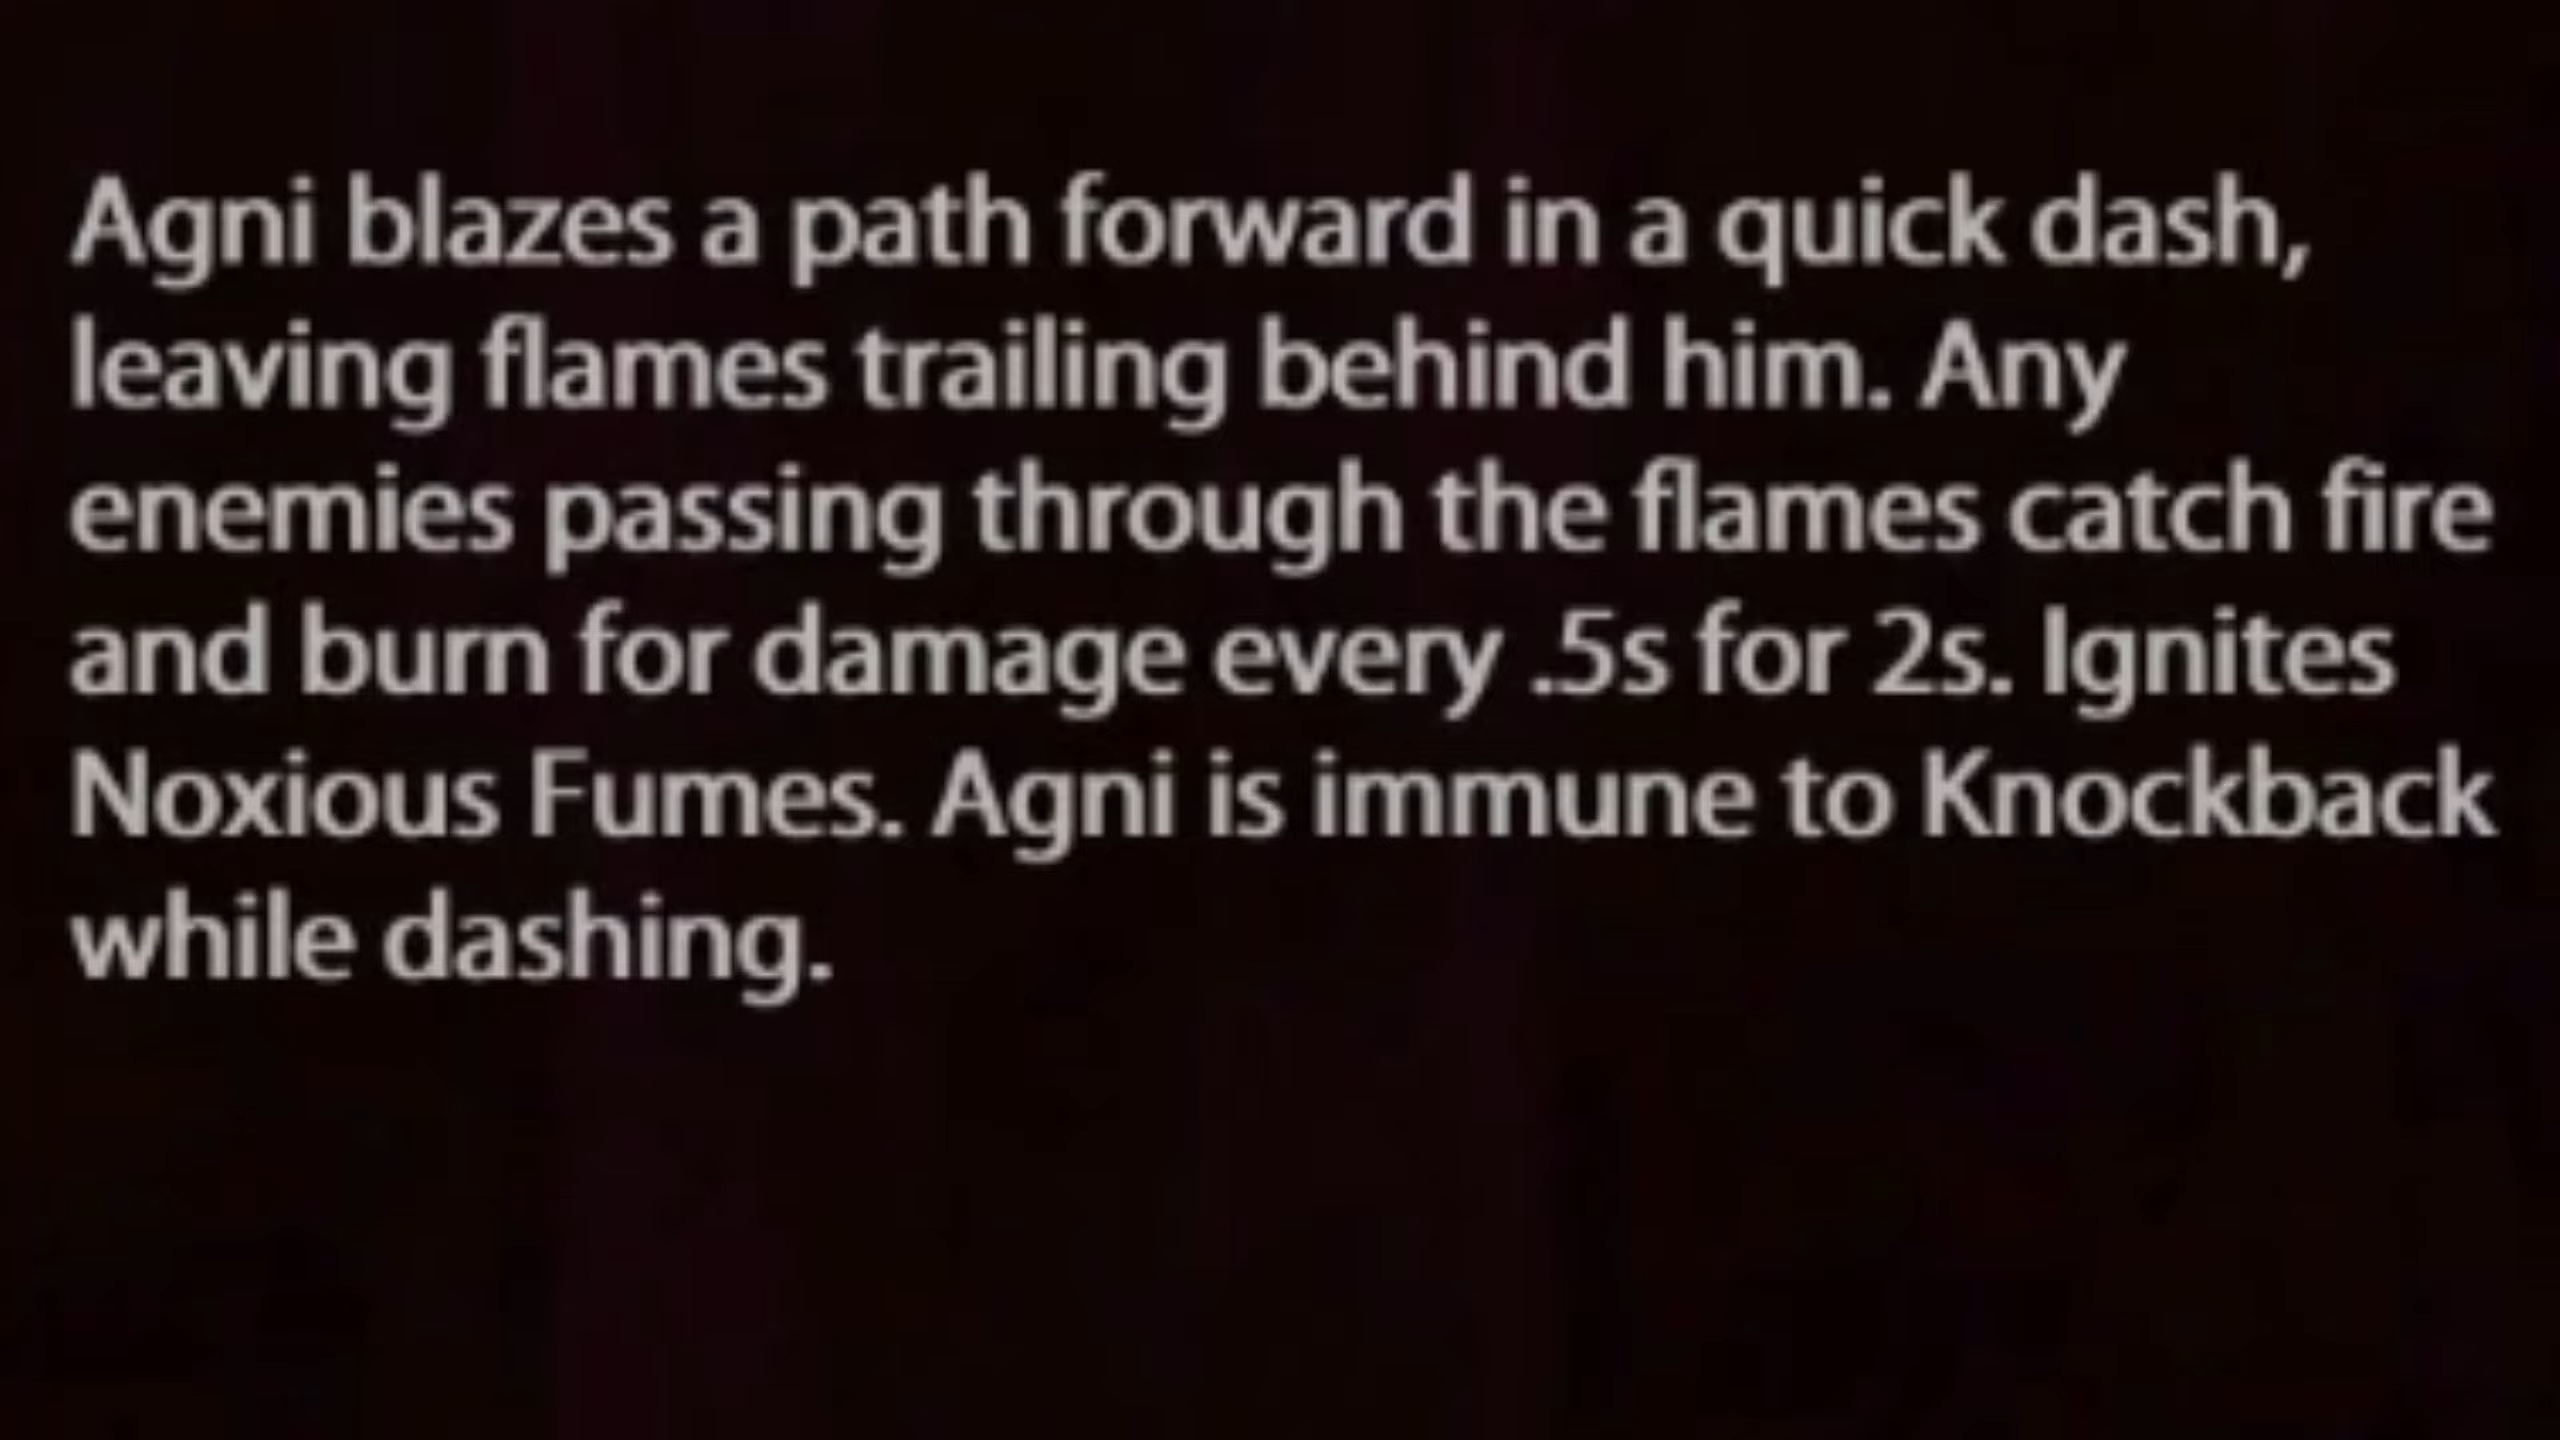 Agni blazes a path forward in a quick dash,
leaving flames trailing behind him. Any
enemies passing through the flames catch fire
and burn for damage every .5s for 2s. Ignites
Noxious Fumes. Agni is immune to Knockback
while dashing.